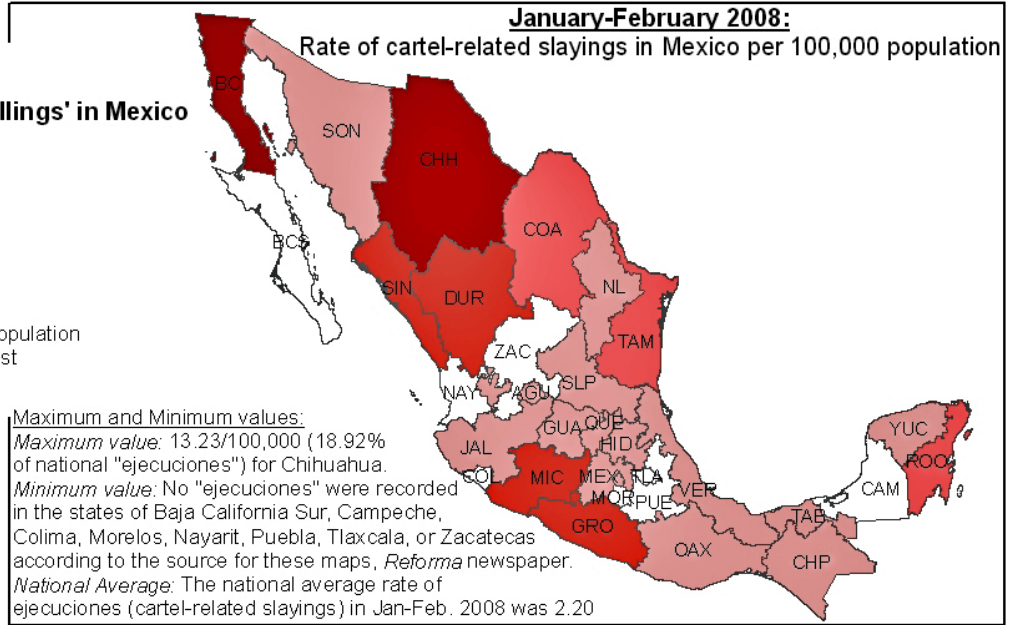 January-February 2008:
Rate of cartel-related slayings in Mexico per 100,000 population
llings' in Mexico
BC
SON
CHH
COA
BCS
SIN
DUR
NL
opulation
st
TAM
ZAC
NAY
AGU
SLP
GUA
QUE
HID
JAL
COL
MIC
MEX
TLA
MOR
PUE
VER
GRO
OAX
TAB
CHP
YUC
ROO
CAM
Maximum and Minimum values:
Maximum value: 13.23/100,000 (18.92%
of national "ejecuciones") for Chihuahua.
Minimum value: No "ejecuciones" were recorded
in the states of Baja California Sur, Campeche,
Colima, Morelos, Nayarit, Puebla, Tlaxcala, or Zacatecas
according to the source for these maps, Reforma newspaper.
National Average: The national average rate of
ejecuciones (cartel-related slayings) in Jan-Feb. 2008 was 2.20